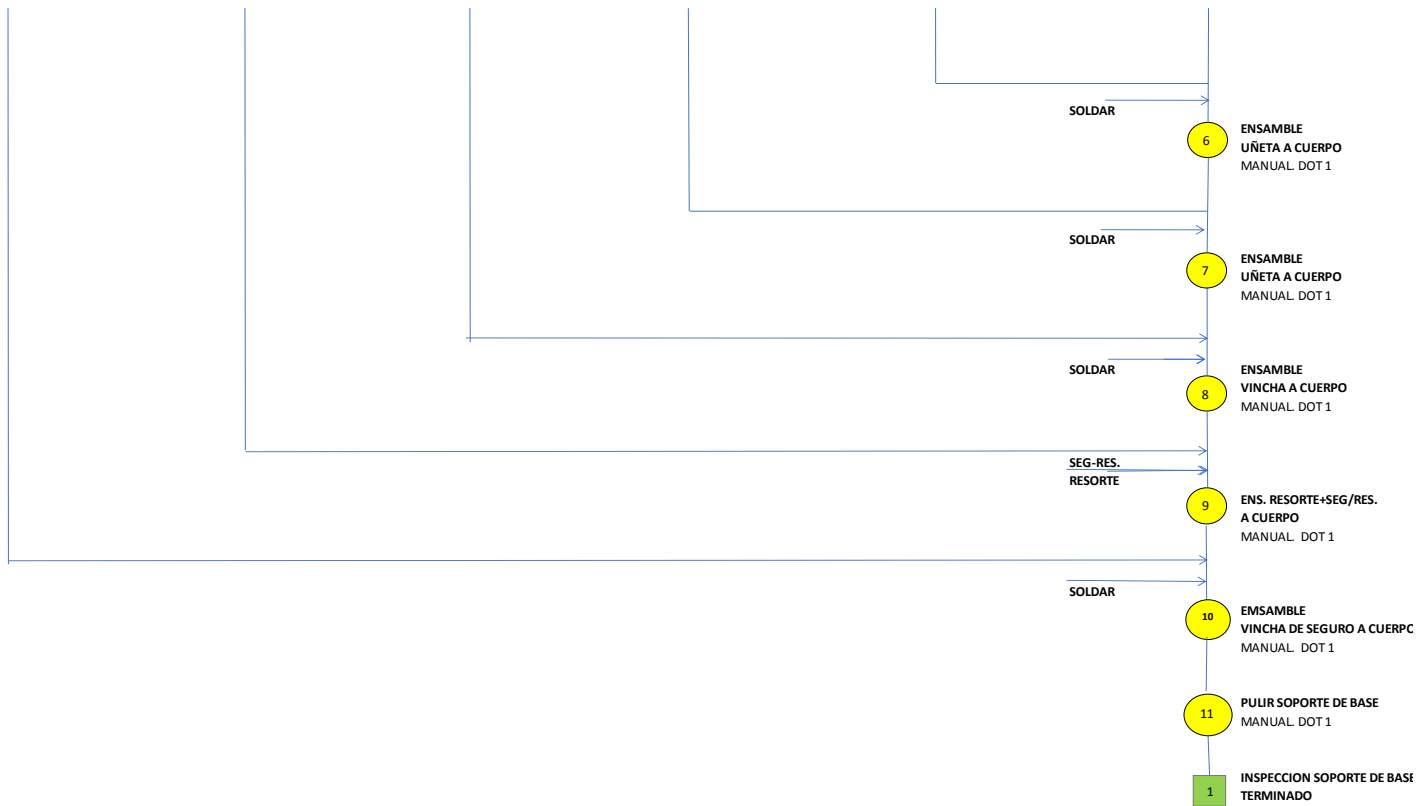 SOLDAR
6
ENSAMBLE
UÑETA A CUERPO
MANUAL. DOT 1
SOLDAR
7
ENSAMBLE
UÑETA A CUERPO
MANUAL. DOT 1
SOLDAR
8
ENSAMBLE
VINCHA A CUERPO
MANUAL. DOT 1
SEG-RES.
RESORTE
9
ENS. RESORTE+SEG/RES.
A CUERPO
MANUAL. DOT 1
SOLDAR
10
EMSAMBLE
VINCHA DE SEGURO A CUERPO
MANUAL. DOT 1
11
PULIR SOPORTE DE BASE
MANUAL. DOT 1
1
INSPECCION SOPORTE DE BASE
TERMINADO